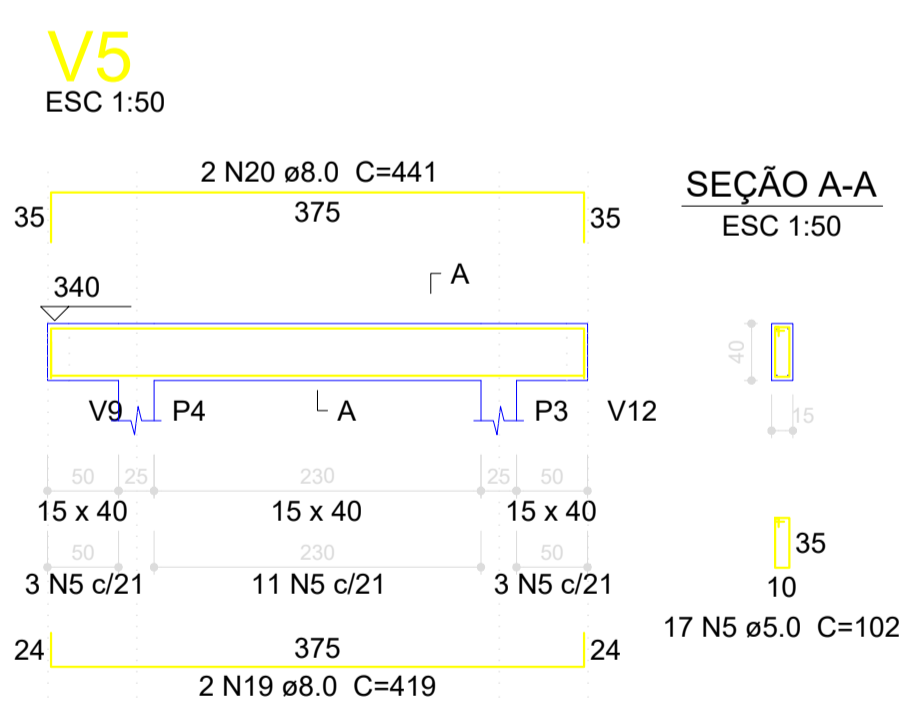 V5
ESC 1:50
2 N20 ø8.0 C=441
35 375 35
SEÇÃO A-A
ESC 1:50
340
A
40
V9 P4 A P3 V12
15
50 25 230 25 50
15 x 40 15 x 40 15 x 40
50 230 50
3 N5 c/21 11 N5 c/21 3 N5 c/21
35
10
17 N5 ø5.0 C=102
24 375 24
2 N19 ø8.0 C=419